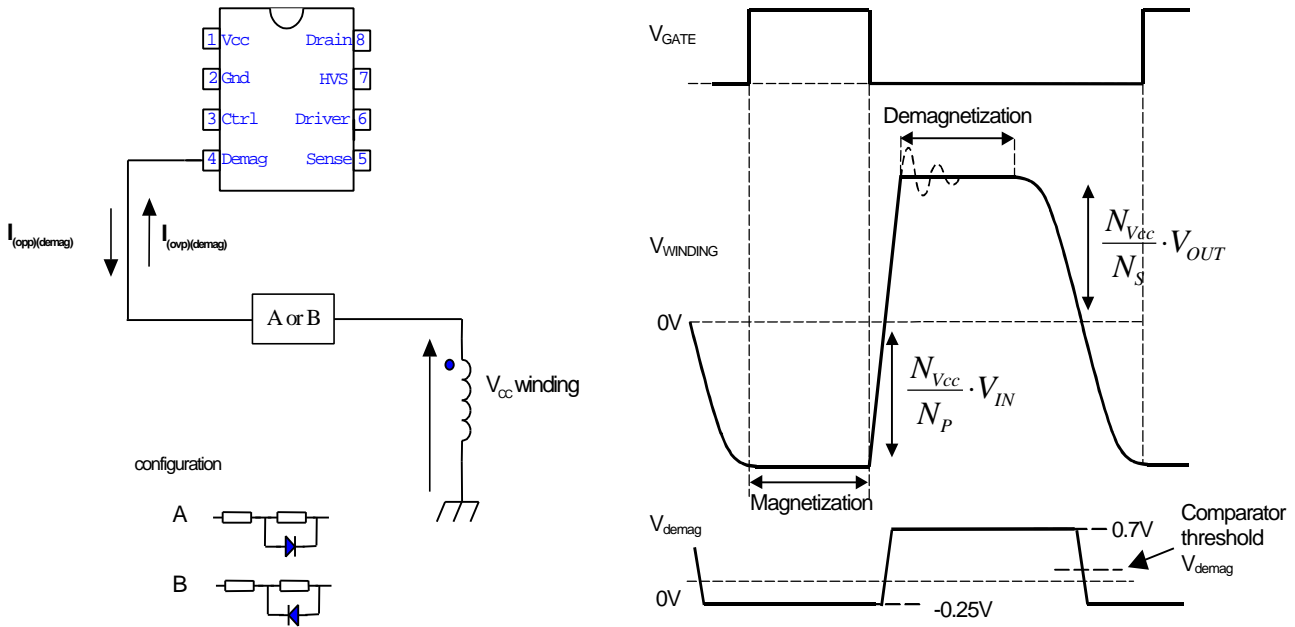 1 Vcc Drain 8
2 Gnd HVS 7
3 Ctrl Driver 6
4 Demag Sense 5
I(opp)(demag)
I(ovp)(demag)
A or B
VCC winding
configuration
A
B
VGATE
Demagnetization
VWINDING
NVcc/NS · VOUT
0V
NVcc/NP · VIN
Magnetization
Vdemag
0.7V
Comparator
threshold
Vdemag
0V
-0.25V